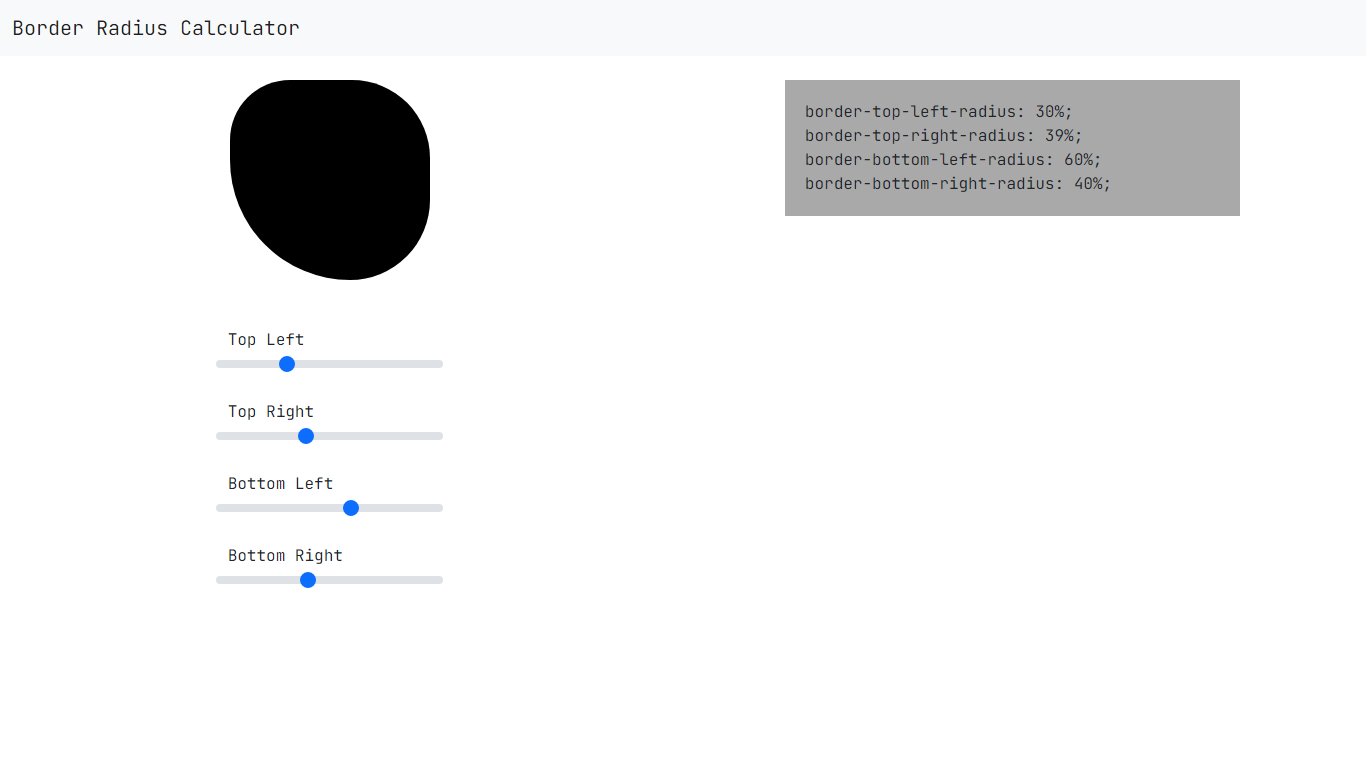 Border Radius Calculator
border-top-left-radius: 30%;
border-top-right-radius: 39%;
border-bottom-left-radius: 60%;
border-bottom-right-radius: 40%;
Top Left
Top Right
Bottom Left
Bottom Right